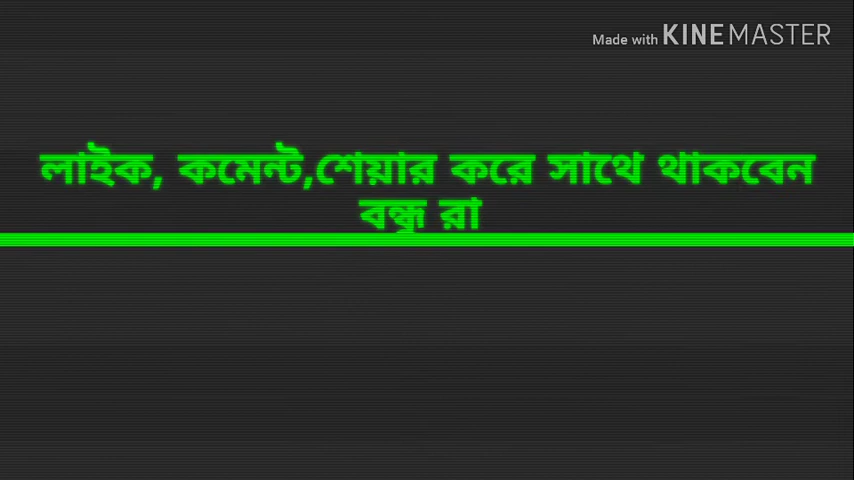 Made with KINEMASTER
লাইক, কমেন্ট,শেয়ার করে সাথে থাকবেন
বন্ধু রা